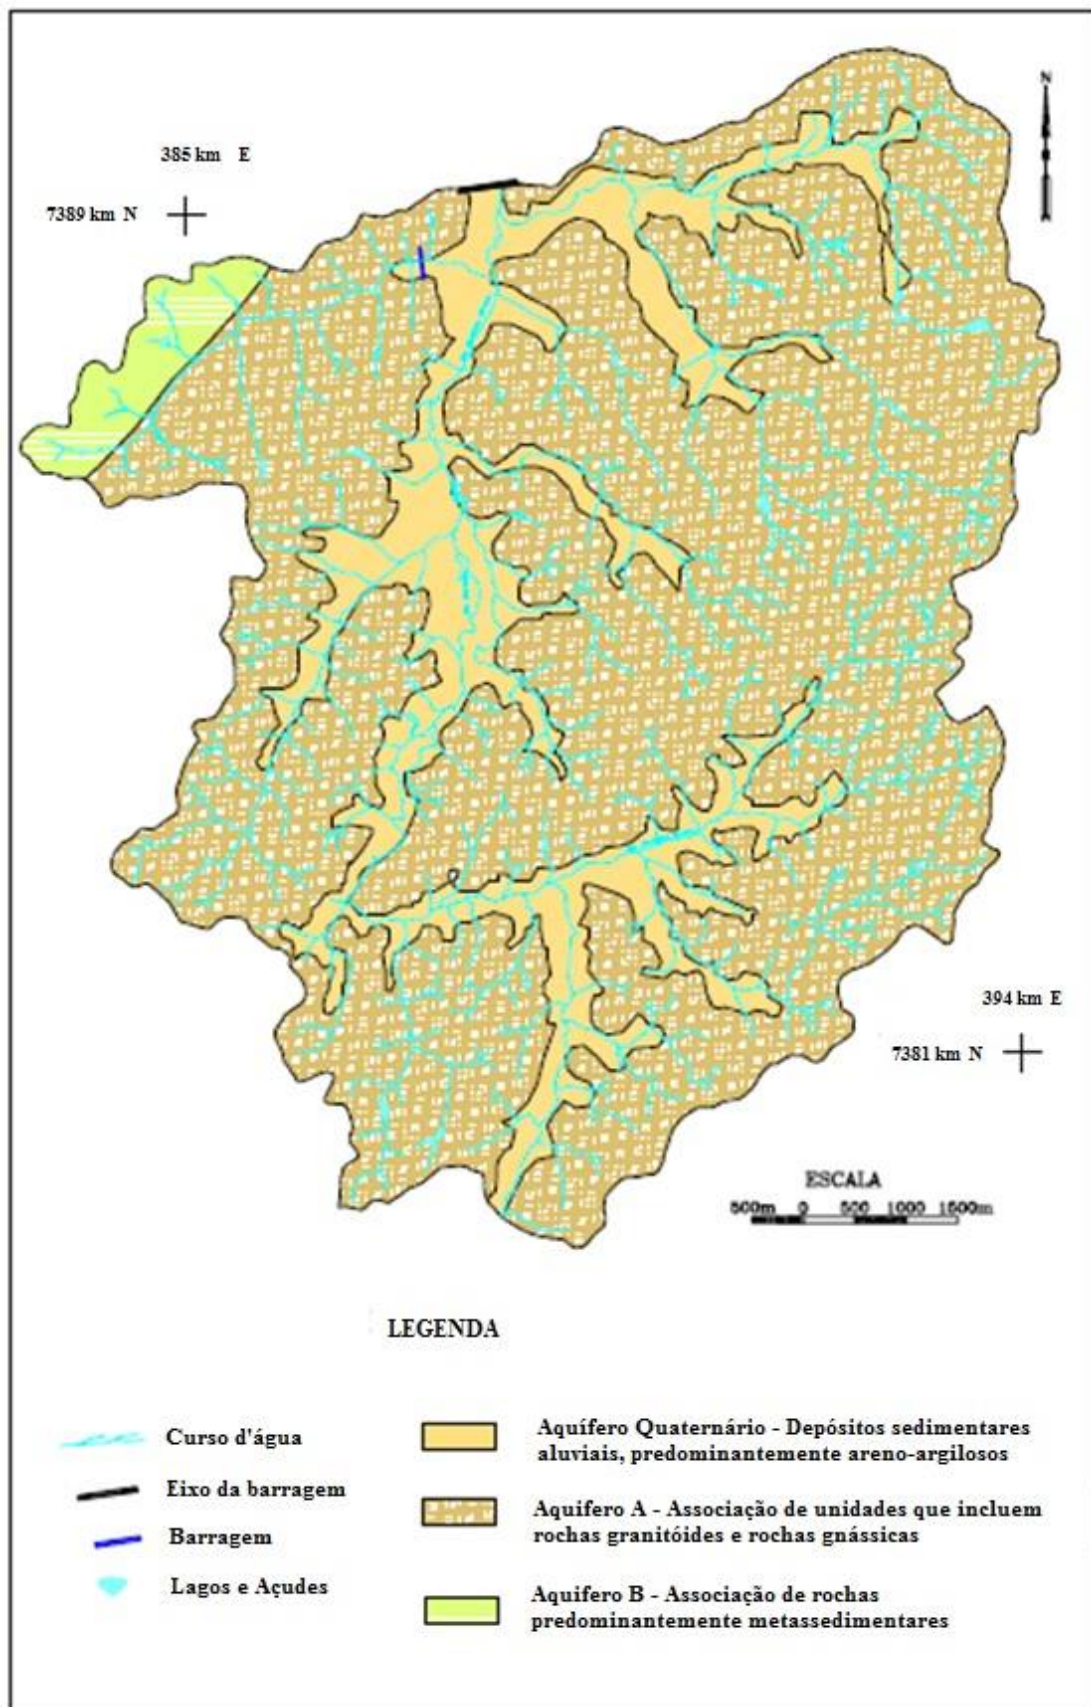 N
385 km E
7389 km N
394 km E
7381 km N
ESCALA
500m 0 500 1000 1500m
LEGENDA
Curso d'água
Eixo da barragem
Barragem
Lagos e Açudes
Aquífero Quaternário - Depósitos sedimentares
aluviais, predominantemente areno-argilosos
Aquífero A - Associação de unidades que incluem
rochas granitóides e rochas gnássicas
Aquífero B - Associação de rochas
predominantemente metassedimentares